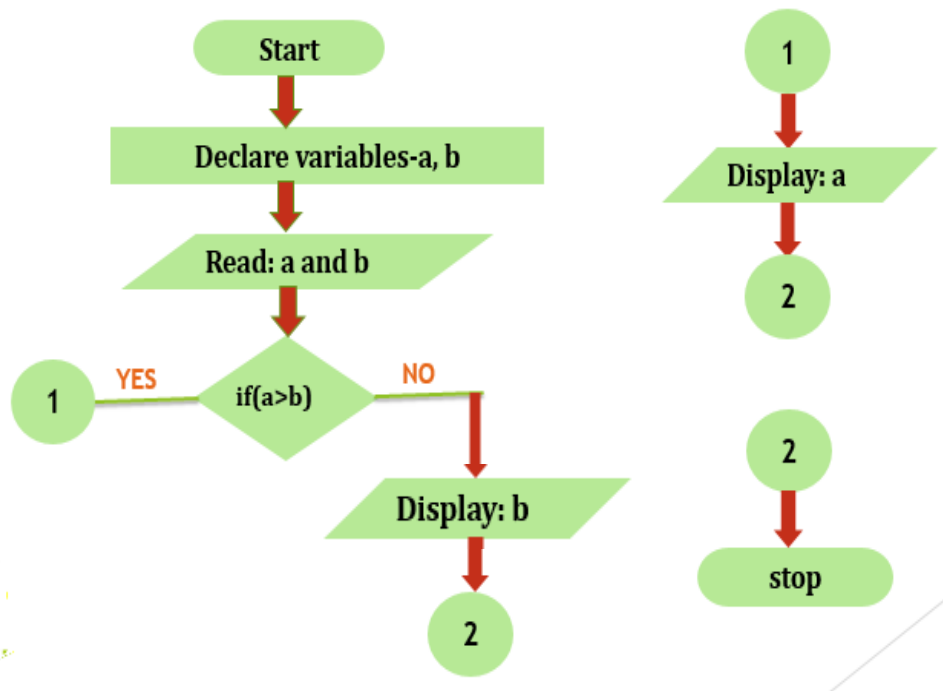 Start
Declare variables-a, b
Read: a and b
if(a>b)
YES
1
NO
Display: b
2
1
Display: a
2
2
stop